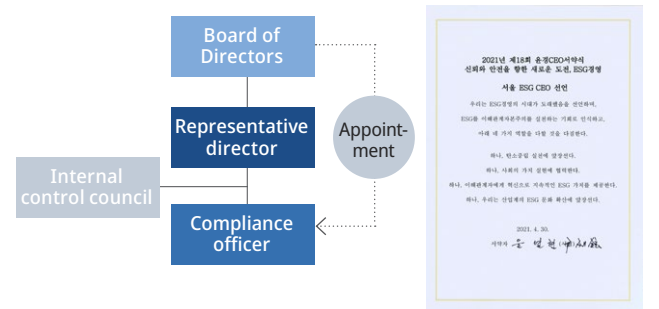 Board of
Directors
Representative
director
Appoint-
ment
Internal
control council
Compliance
officer
2021년 제18회 윤경CEO서약식
신뢰와 안전을 향한 새로운 도전, ESG경영
서울 ESG CEO 선언
우리는 ESG경영의 시대가 도래했음을 선언하며,
ESG를 이해관계자본주의를 실천하는 기회로 인식하고,
아래 네 가지 역할을 다할 것을 다짐한다.
하나, 탄소중립 실천에 앞장선다.
하나, 사회의 가치 실현에 협력한다.
하나, 이해관계자에게 혁신으로 지속적인 ESG 가치를 제공한다.
하나, 우리는 산업계의 ESG 문화 확산에 앞장선다.
2021. 4. 30.
서약자